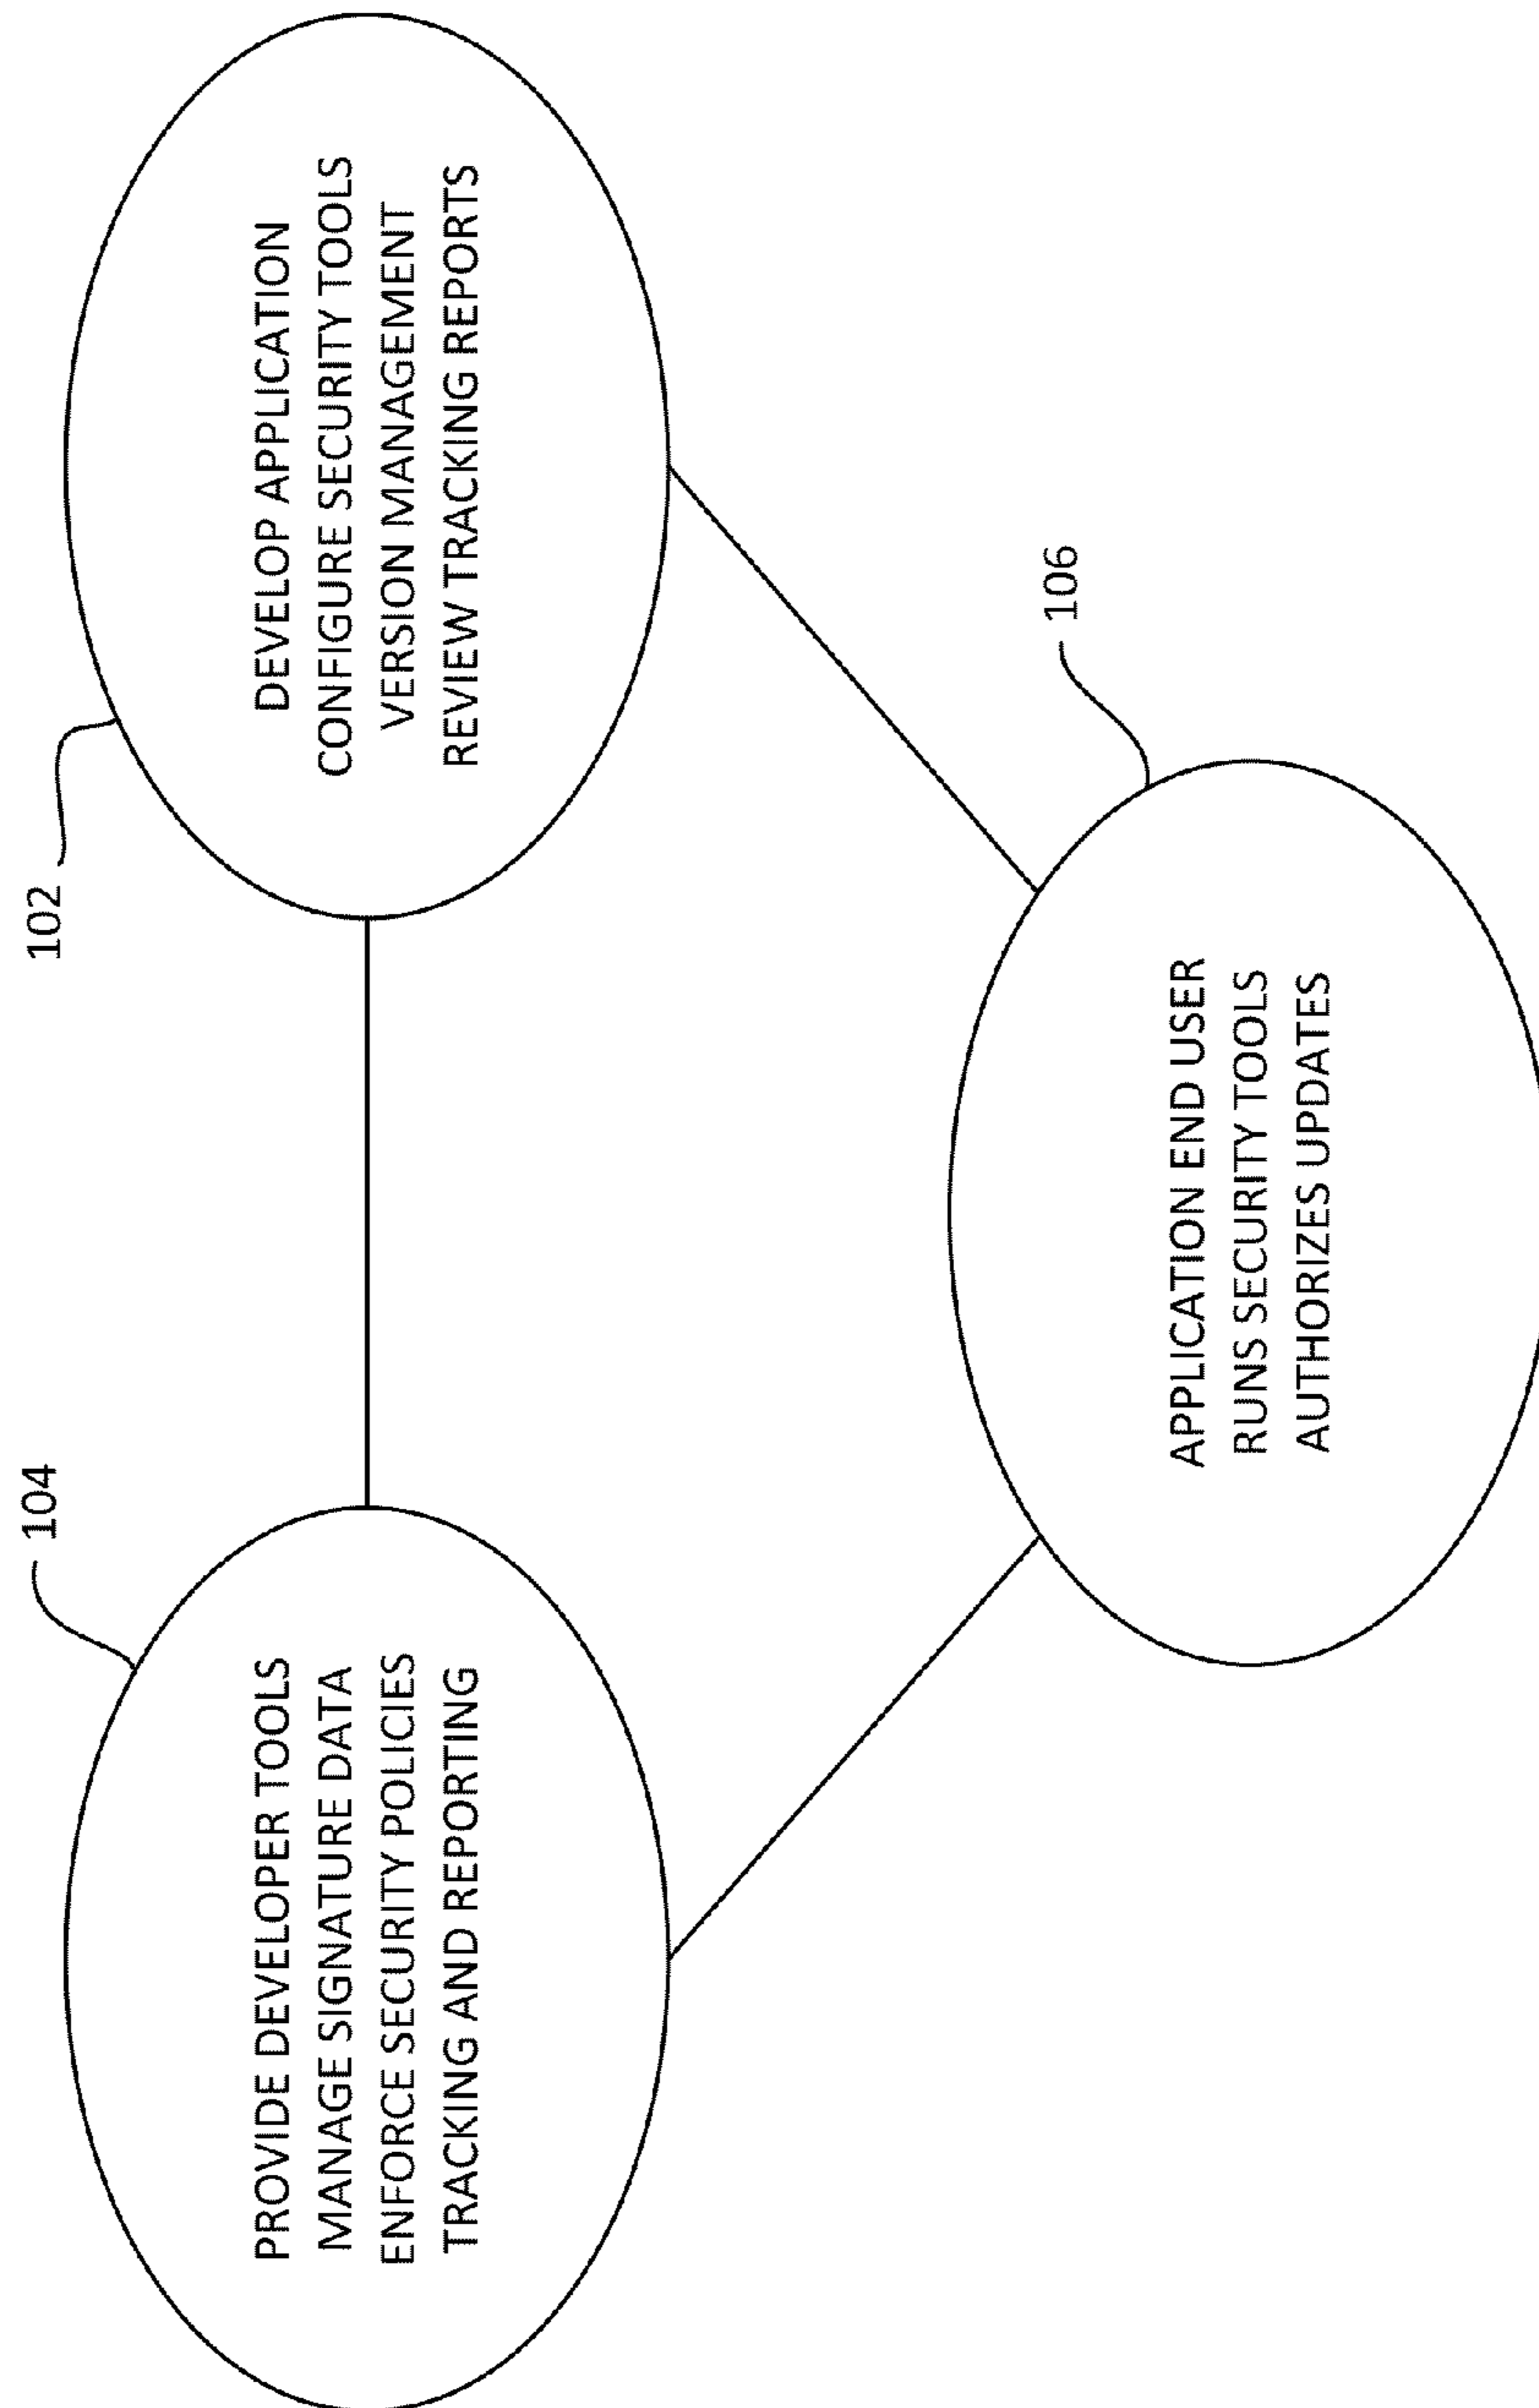 104
PROVIDE DEVELOPER TOOLS
MANAGE SIGNATURE DATA
ENFORCE SECURITY POLICIES
TRACKING AND REPORTING
102
DEVELOP APPLICATION
CONFIGURE SECURITY TOOLS
VERSION MANAGEMENT
REVIEW TRACKING REPORTS
106
APPLICATION END USER
RUNS SECURITY TOOLS
AUTHORIZES UPDATES